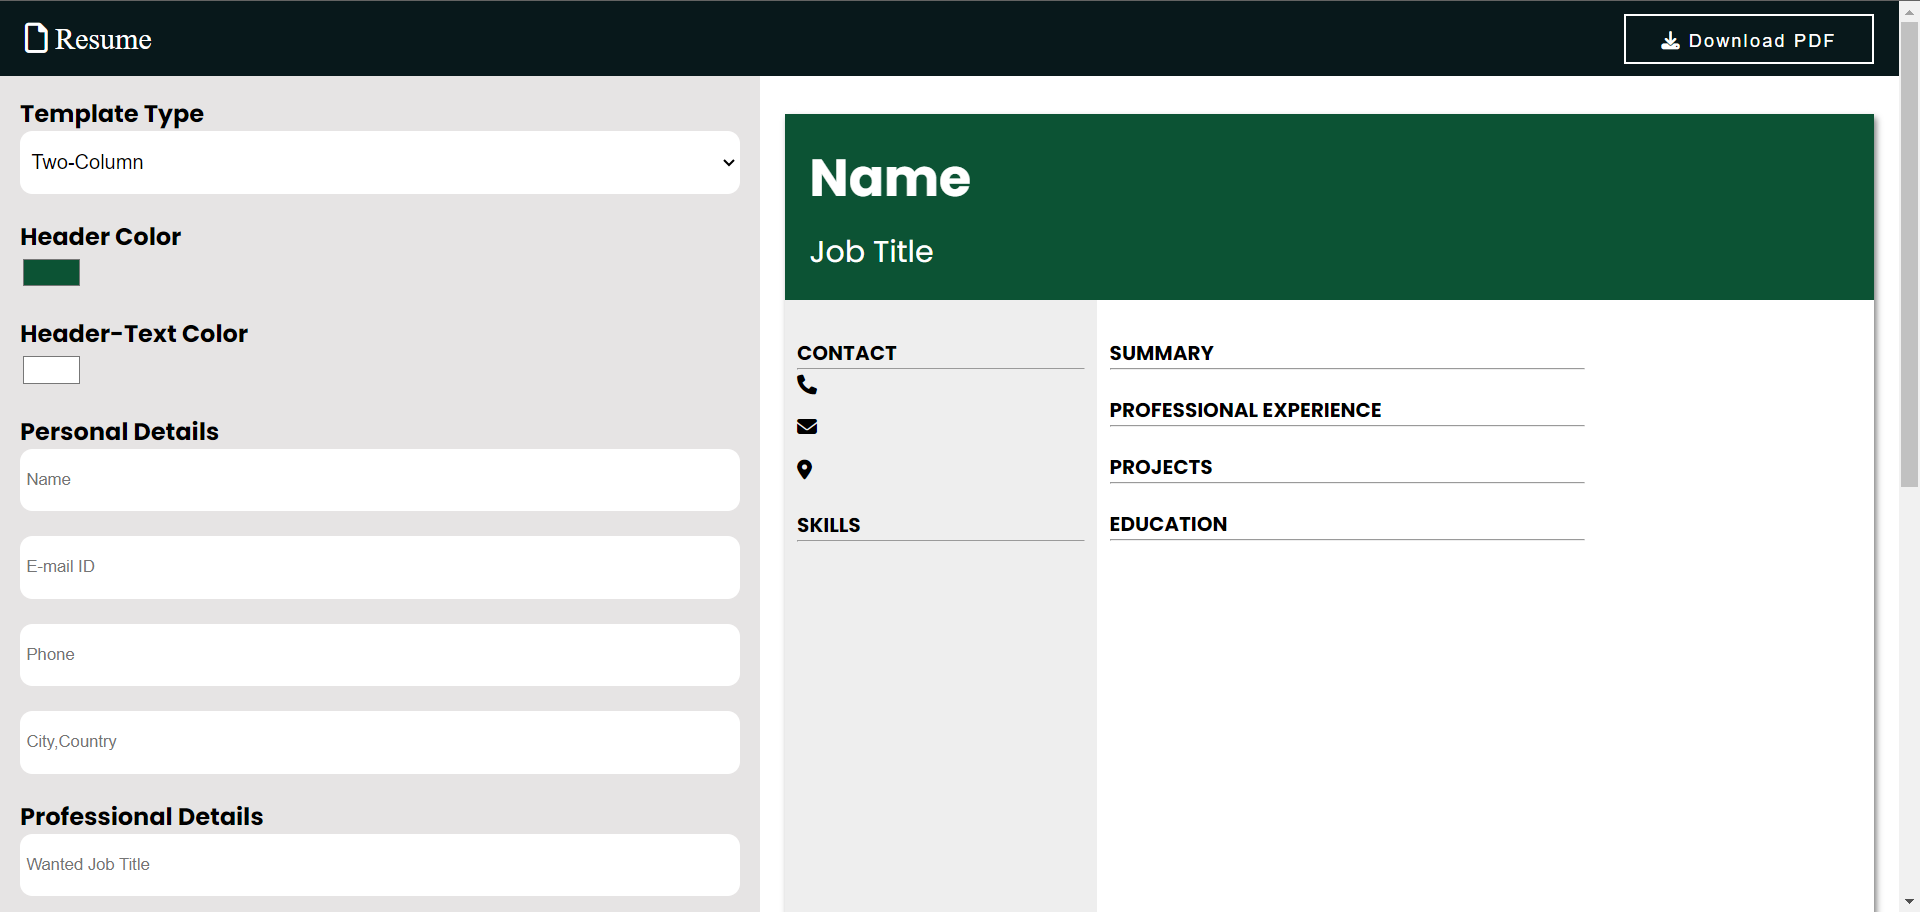 Resume
Download PDF
Template Type
Two-Column
Header Color
Header-Text Color
Personal Details
Name
E-mail ID
Phone
City,Country
Professional Details
Wanted Job Title
Name
Job Title
CONTACT
SKILLS
SUMMARY
PROFESSIONAL EXPERIENCE
PROJECTS
EDUCATION